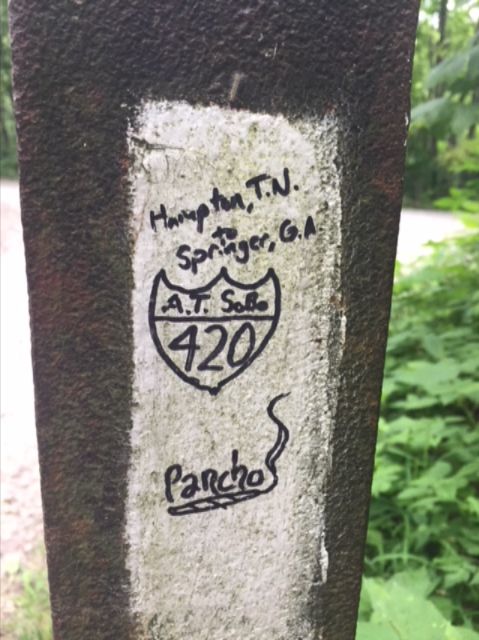 Hampton, T.N.
to
Springer, G.A
A.T. SoBo
420
Pancho